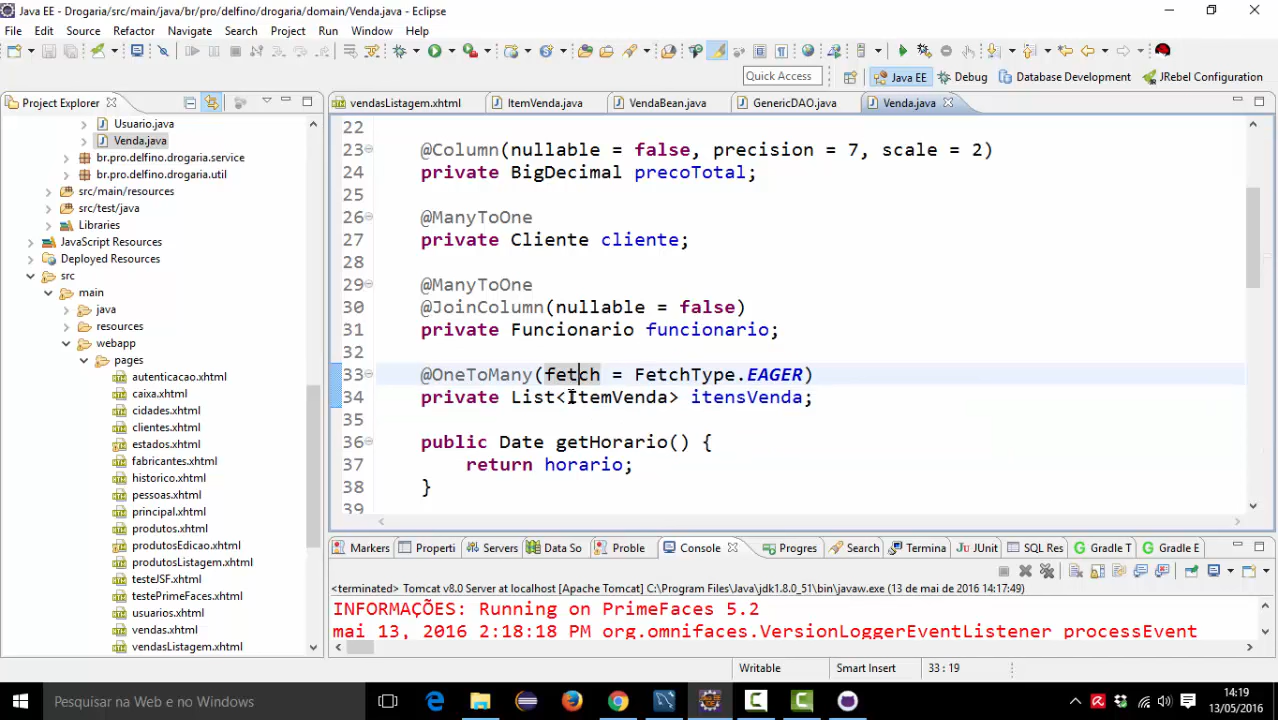 Java EE - Drogaria/src/main/java/br/pro/delfino/drogaria/domain/Venda.java - Eclipse
File Edit Source Refactor Navigate Search Project Run Window Help
Quick Access Java EE Debug Database Development JRebel Configuration
Project Explorer
Usuario.java
Venda.java
br.pro.delfino.drogaria.service
br.pro.delfino.drogaria.util
src/main/resources
src/test/java
Libraries
JavaScript Resources
Deployed Resources
src
main
java
resources
webapp
pages
autenticacao.xhtml
caixa.xhtml
cidades.xhtml
clientes.xhtml
estados.xhtml
fabricantes.xhtml
historico.xhtml
pessoas.xhtml
principal.xhtml
produtos.xhtml
produtosEdicao.xhtml
produtosListagem.xhtml
testeJSF.xhtml
testePrimeFaces.xhtml
usuarios.xhtml
vendas.xhtml
vendasListagem.xhtml
vendasListagem.xhtml ItemVenda.java VendaBean.java GenericDAO.java Venda.java
22
23 @Column(nullable = false, precision = 7, scale = 2)
24 private BigDecimal precoTotal;
25
26 @ManyToOne
27 private Cliente cliente;
28
29 @ManyToOne
30 @JoinColumn(nullable = false)
31 private Funcionario funcionario;
32
33 @OneToMany(fetch = FetchType.EAGER)
34 private List<ItemVenda> itensVenda;
35
36 public Date getHorario() {
37 return horario;
38 }
39
Markers Properti Servers Data So Proble Console Progres Search Termina JUnit SQL Res Gradle T Gradle E
<terminated> Tomcat v8.0 Server at localhost [Apache Tomcat] C:\Program Files\Java\jdk1.8.0_51\bin\javaw.exe (13 de mai de 2016 14:17:49)
INFORMAÇÕES: Running on PrimeFaces 5.2
mai 13, 2016 2:18:18 PM org.omnifaces.VersionLoggerEventListener processEvent
Writable Smart Insert 33 : 19
Pesquisar na Web e no Windows
14:19
13/05/2016